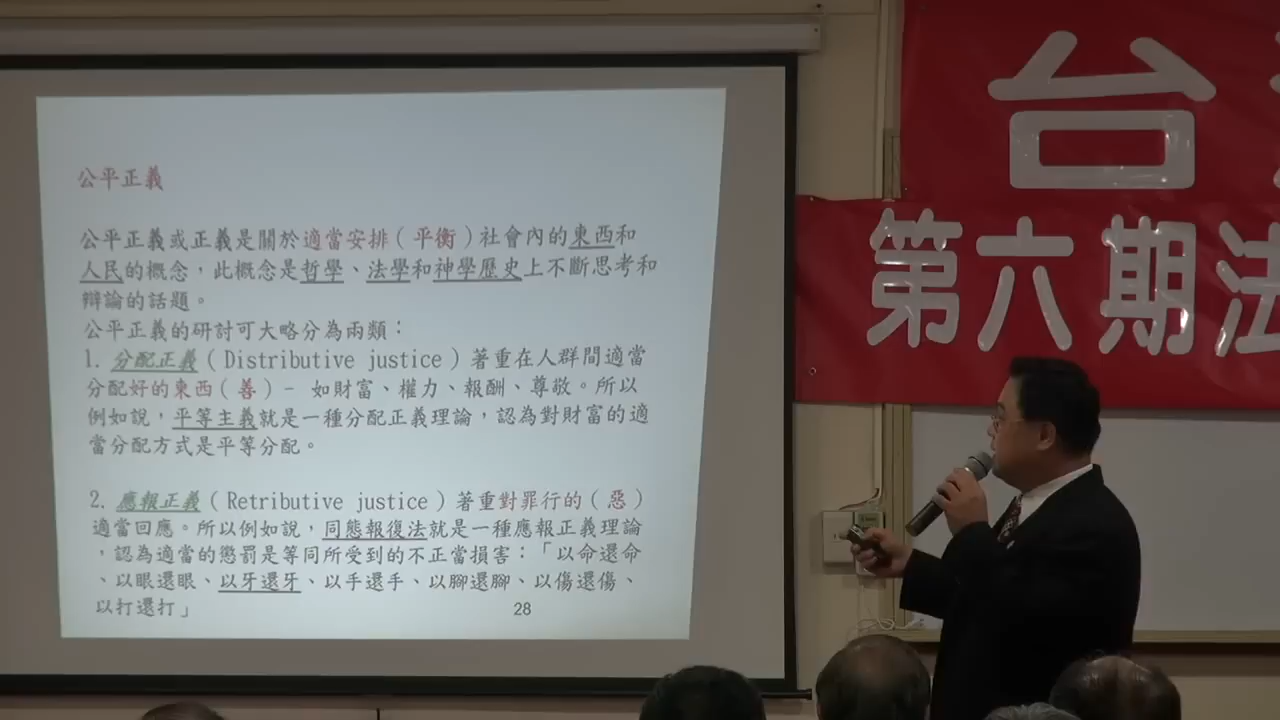 公平正義
公平正義或正義是關於適當安排（平衡）社會內的東西和
人民的概念，此概念是哲學、法學和神學歷史上不斷思考和
辯論的話題。
公平正義的研討可大略分為兩類：
1. 分配正義（Distributive justice）著重在人群間適當
分配好的東西（善）- 如財富、權力、報酬、尊敬。所以
例如說，平等主義就是一種分配正義理論，認為對財富的適
當分配方式是平等分配。
2. 應報正義（Retributive justice）著重對罪行的（惡）
適當回應。所以例如說，同態報復法就是一種應報正義理論
，認為適當的懲罰是等同所受到的不正當損害：「以命還命
、以眼還眼、以牙還牙、以手還手、以腳還腳、以傷還傷、
以打還打」
28
台
第六期法